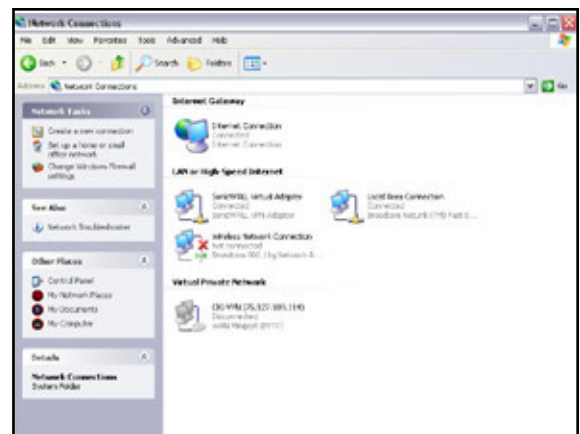 Network Connections
File Edit View Favorites Tools Advanced Help
Back Search Folders
Address Network Connections Go
Network Tasks
Create a new connection
Set up a home or small
office network
Change Windows Firewall
settings
See Also
Network Troubleshooter
Other Places
Control Panel
My Network Places
My Documents
My Computer
Details
Network Connections
System Folder
Internet Gateway
Internet Connection
Connected
Internet Connection
LAN or High-Speed Internet
SonicWALL Virtual Adapter
Connected
SonicWALL VPN Adapter
Local Area Connection
Connected
Wireless Network Connection
Not connected
Virtual Private Network
Disconnected